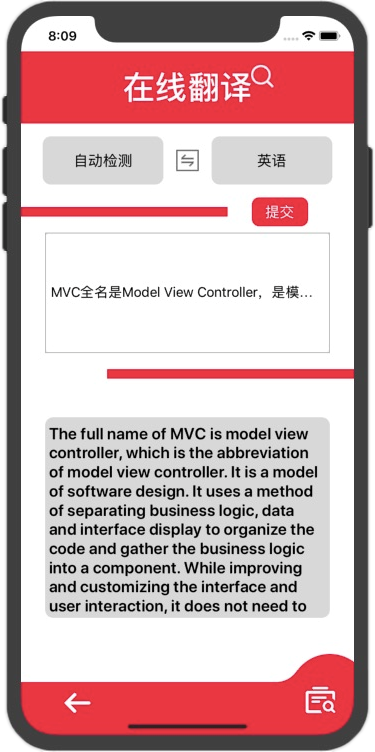 8:09
在线翻译
自动检测
英语
提交
MVC全名是Model View Controller，是模…
The full name of MVC is model view
controller, which is the abbreviation
of model view controller. It is a model
of software design. It uses a method
of separating business logic, data
and interface display to organize the
code and gather the business logic
into a component. While improving
and customizing the interface and
user interaction, it does not need to